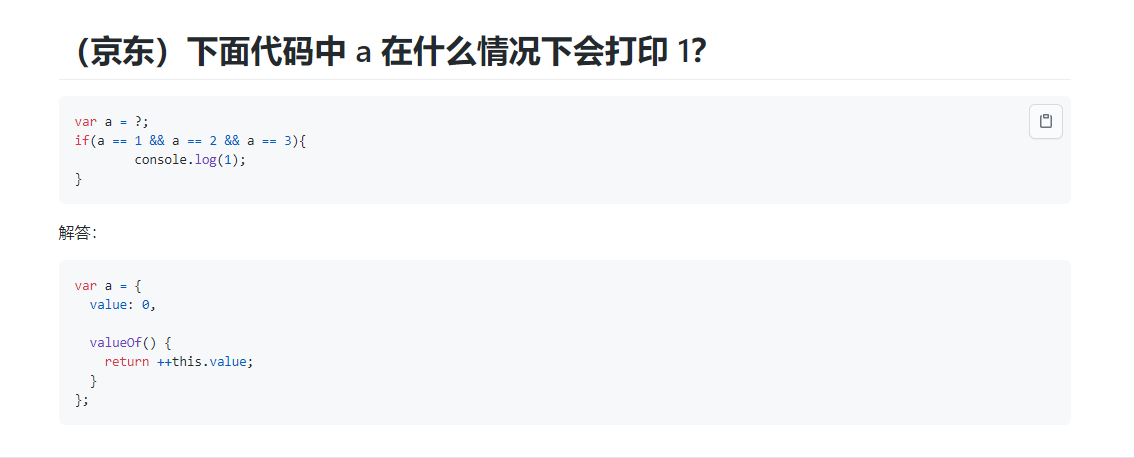 （京东）下面代码中 a 在什么情况下会打印 1？
var a = ?;
if(a == 1 && a == 2 && a == 3){
        console.log(1);
}
解答：
var a = {
  value: 0,
  valueOf() {
    return ++this.value;
  }
};